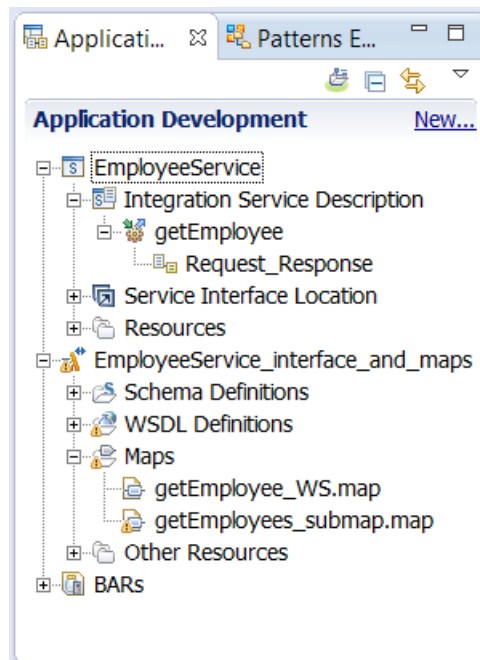 Applicati... Patterns E...
Application Development New...
EmployeeService
Integration Service Description
getEmployee
Request_Response
Service Interface Location
Resources
EmployeeService_interface_and_maps
Schema Definitions
WSDL Definitions
Maps
getEmployee_WS.map
getEmployees_submap.map
Other Resources
BARs